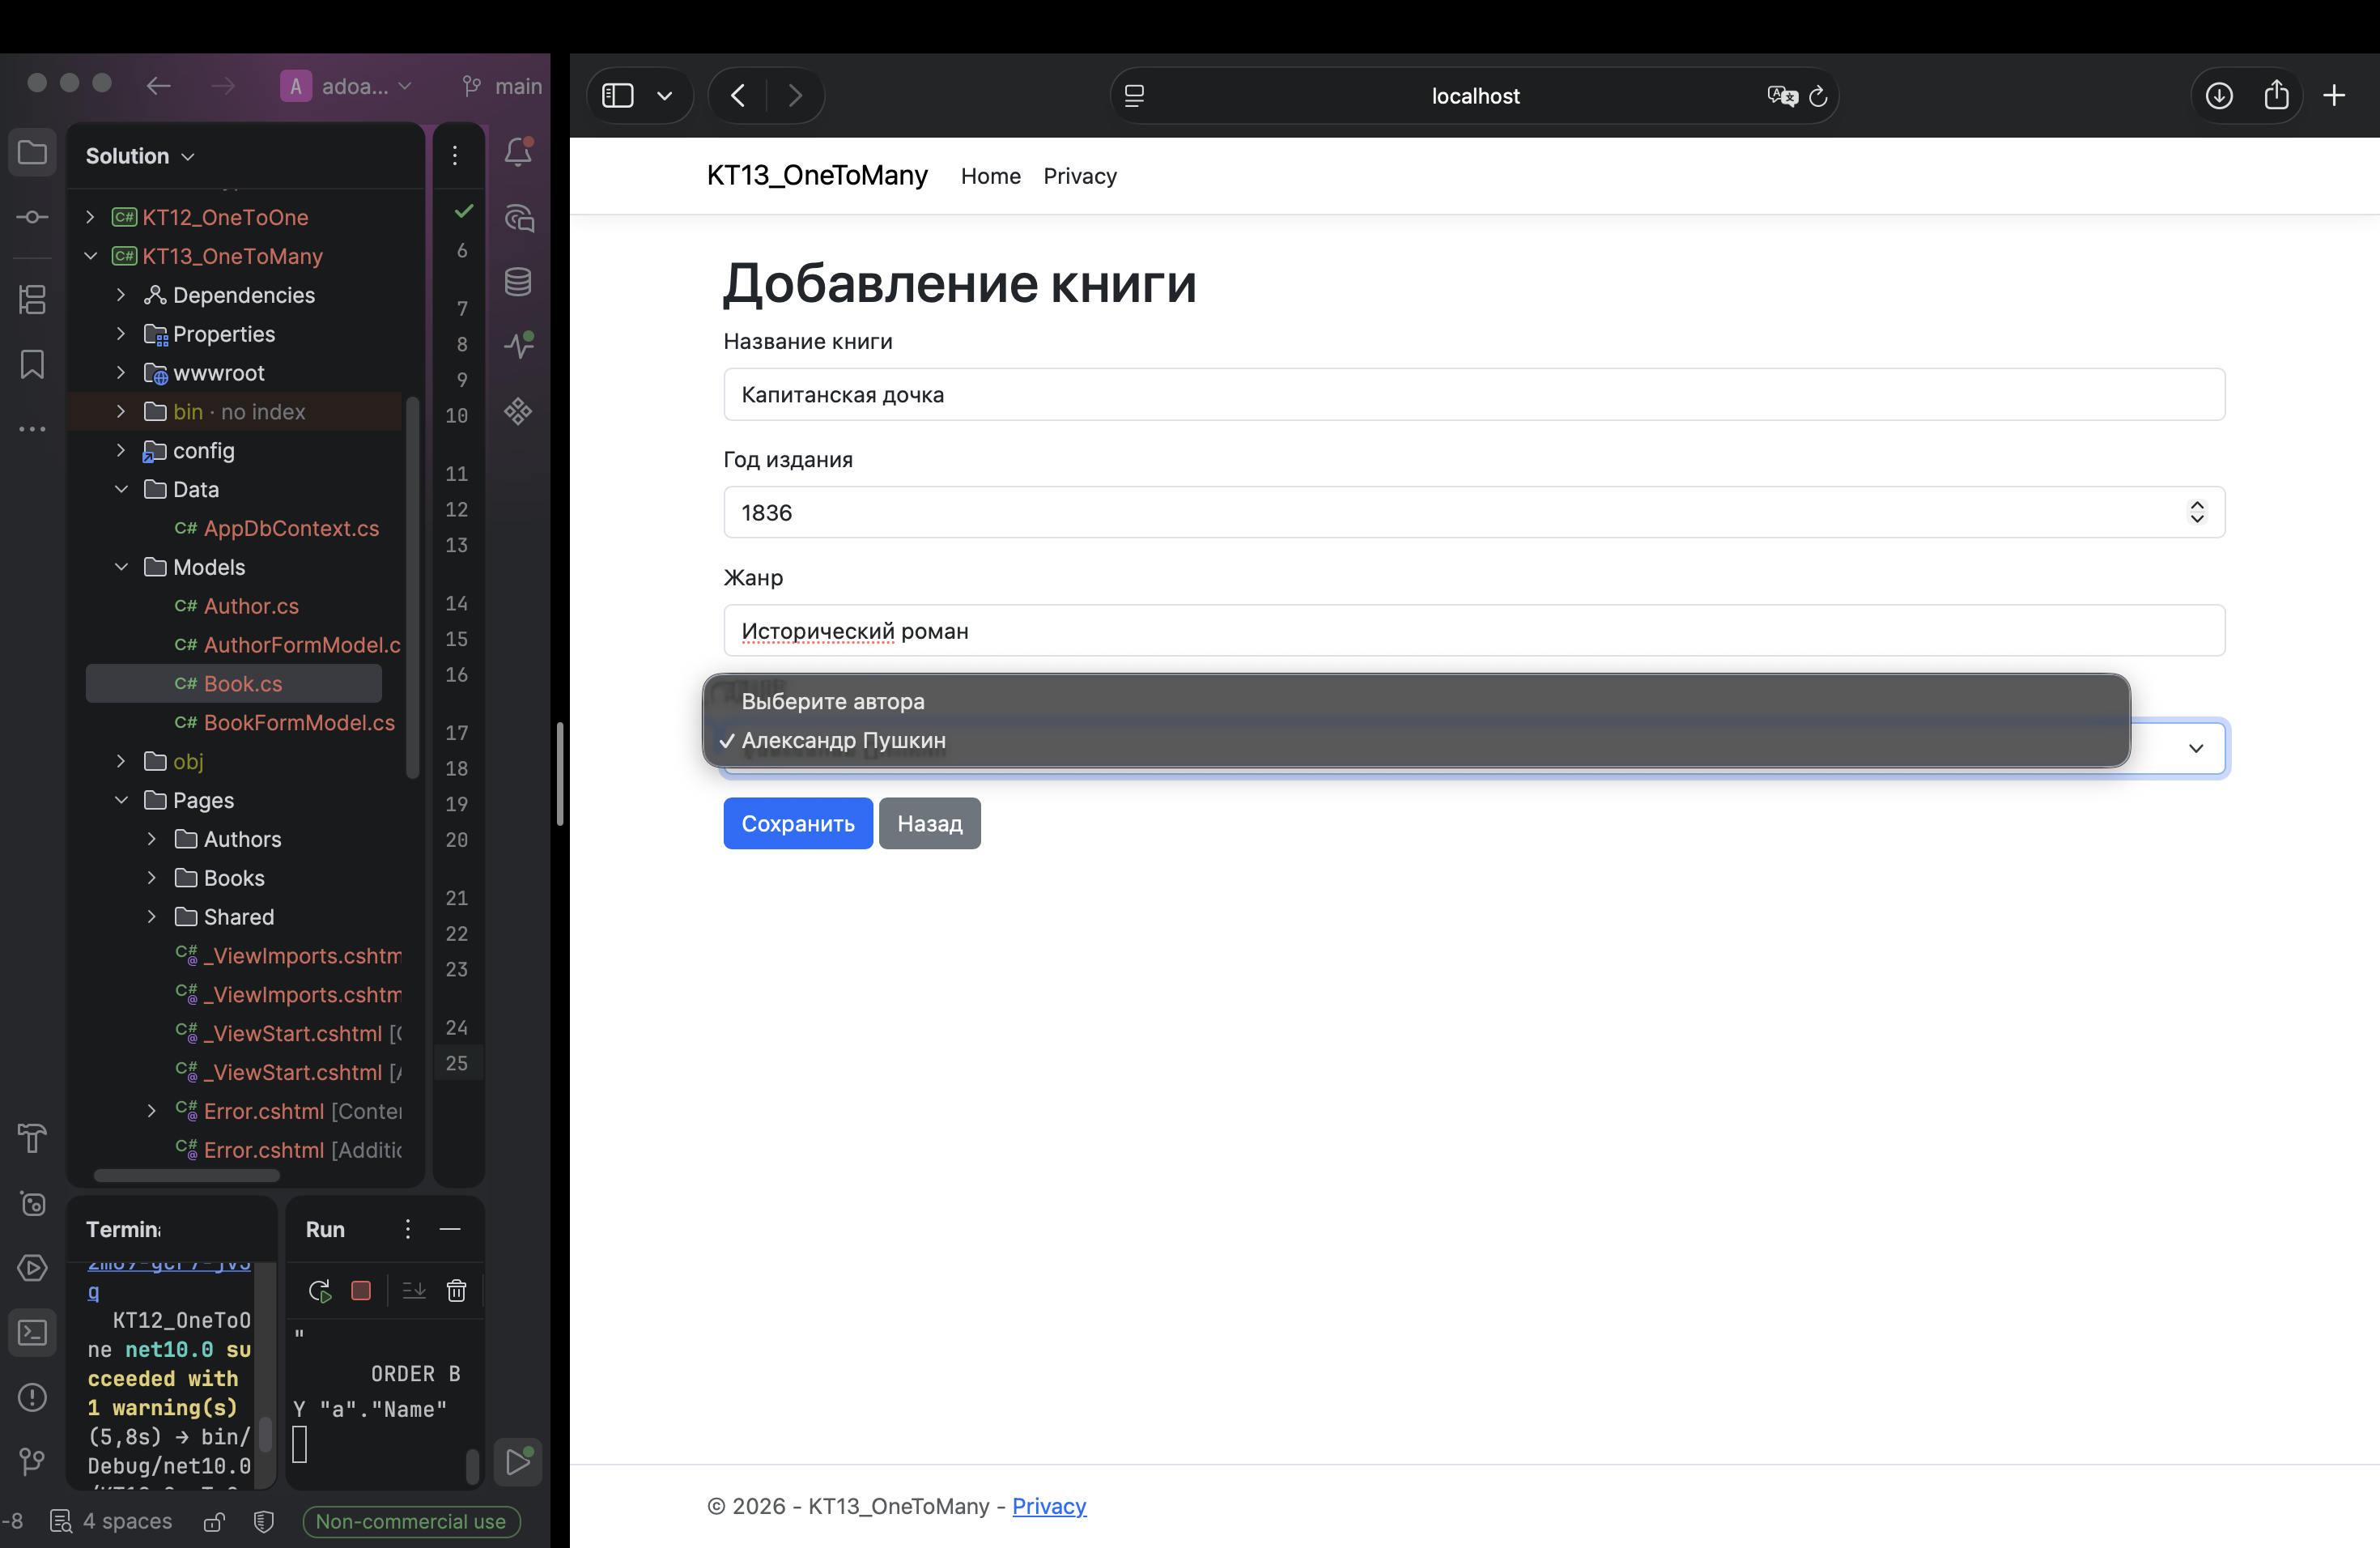 A adoa... main
Solution
KT12_OneToOne
KT13_OneToMany
Dependencies
Properties
wwwroot
bin · no index
config
Data
C# AppDbContext.cs
Models
C# Author.cs
C# AuthorFormModel.c
C# Book.cs
C# BookFormModel.cs
obj
Pages
Authors
Books
Shared
_ViewImports.cshtm
_ViewImports.cshtm
_ViewStart.cshtml [C
_ViewStart.cshtml [A
Error.cshtml [Conter
Error.cshtml [Additic
6
7
8
9
10
11
12
13
14
15
16
17
18
19
20
21
22
23
24
25
Termin
q
KT12_OneToO
ne net10.0 su
cceeded with
1 warning(s)
(5,8s) → bin/
Debug/net10.0
Run
"
ORDER B
Y "a"."Name"
-8 4 spaces Non-commercial use
localhost
KT13_OneToMany Home Privacy
Добавление книги
Название книги
Капитанская дочка
Год издания
1836
Жанр
Исторический роман
Выберите автора
✓ Александр Пушкин
Сохранить Назад
© 2026 - KT13_OneToMany - Privacy